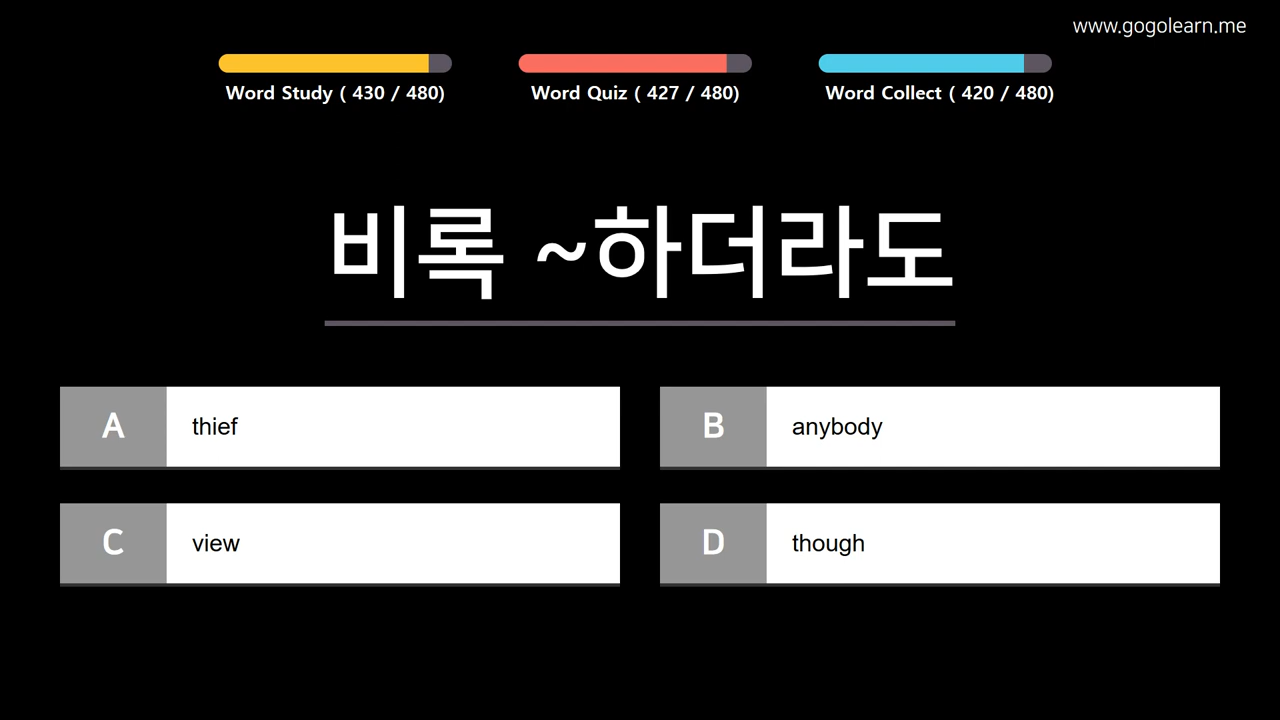 www.gogolearn.me
Word Study ( 430 / 480)
Word Quiz ( 427 / 480)
Word Collect ( 420 / 480)
비록 ~하더라도
A thief
B anybody
C view
D though